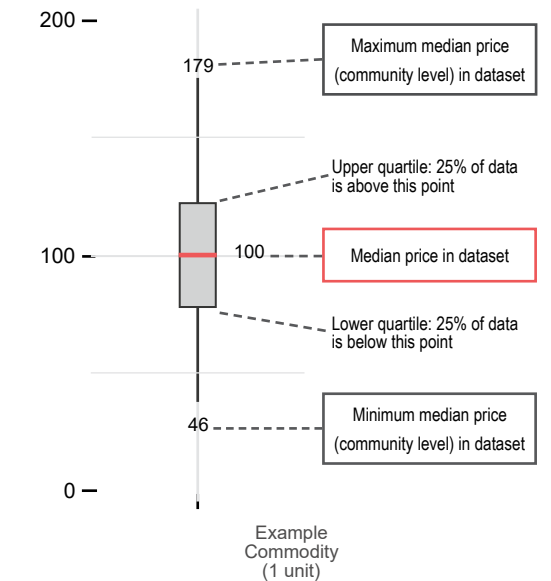 200
179
Maximum median price
(community level) in dataset
Upper quartile: 25% of data
is above this point
100
100
Median price in dataset
Lower quartile: 25% of data
is below this point
46
Minimum median price
(community level) in dataset
0
Example
Commodity
(1 unit)